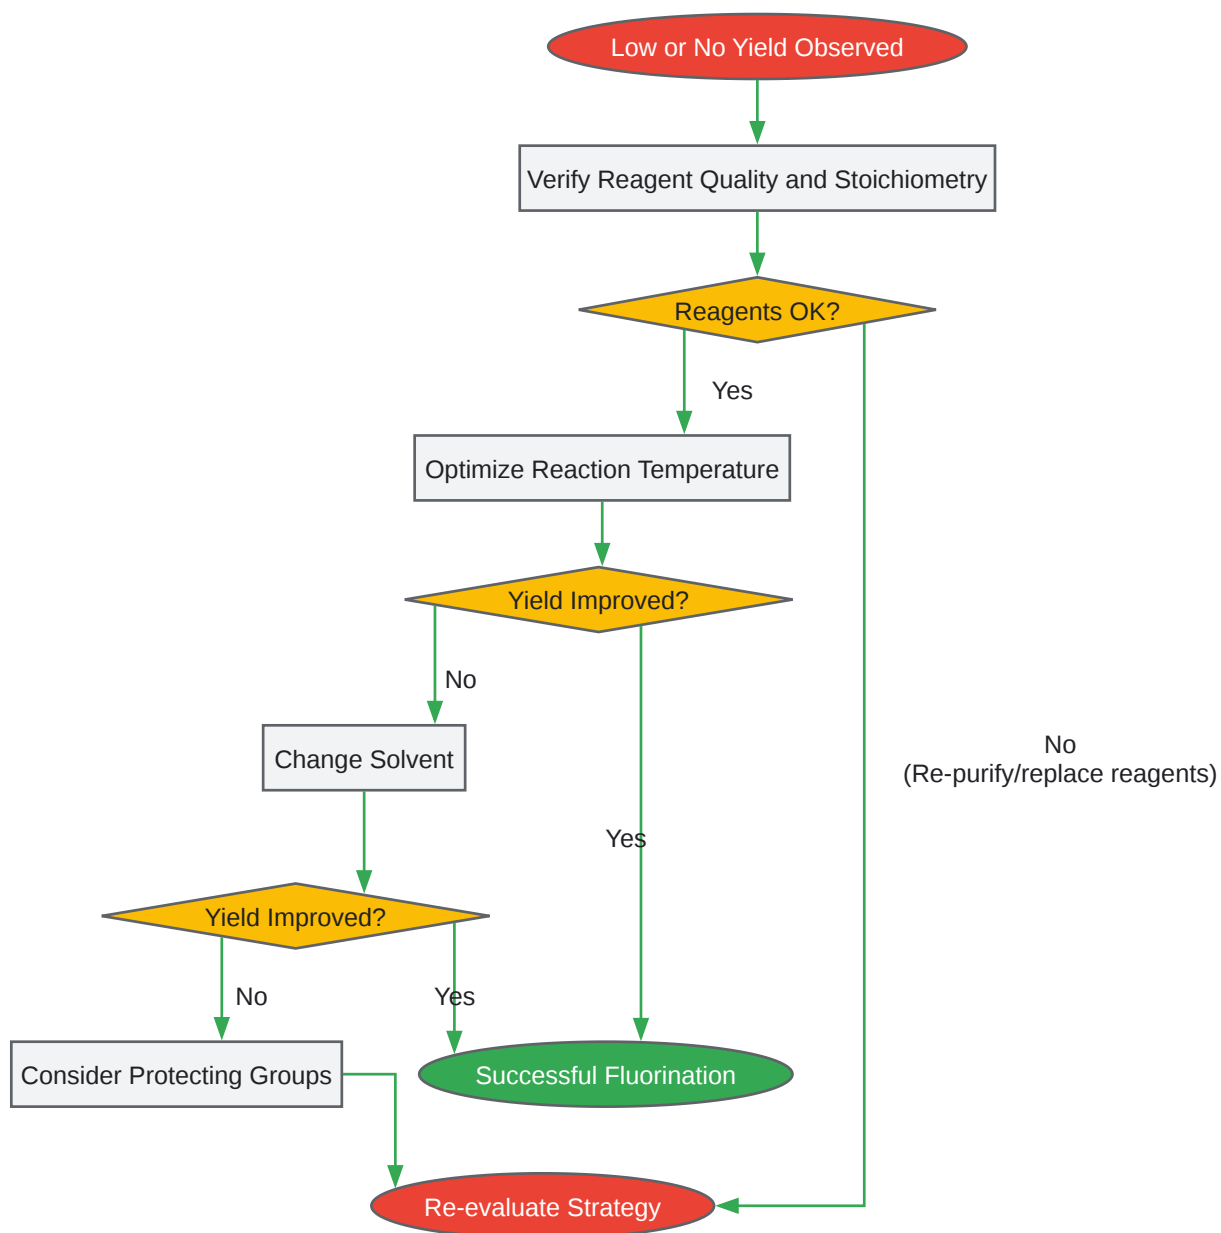 Low or No Yield Observed
Verify Reagent Quality and Stoichiometry
Reagents OK?
Yes
Optimize Reaction Temperature
Yield Improved?
No
Change Solvent
No
(Re-purify/replace reagents)
Yes
Yield Improved?
No
Yes
Consider Protecting Groups
Successful Fluorination
Re-evaluate Strategy